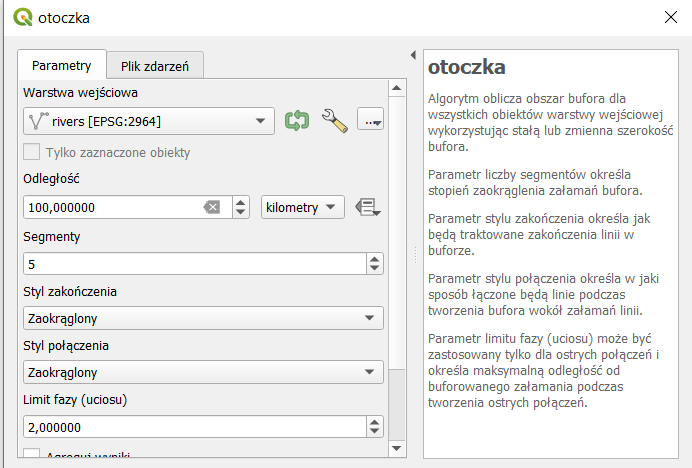 otoczka
Parametry
Plik zdarzeń
Warstwa wejściowa
rivers [EPSG:2964]
...
Tylko zaznaczone obiekty
Odległość
100,000000
kilometry
Segmenty
5
Styl zakończenia
Zaokrąglony
Styl połączenia
Zaokrąglony
Limit fazy (uciosu)
2,000000
Agreguj wyniki
otoczka
Algorytm oblicza obszar bufora dla
wszystkich obiektów warstwy wejściowej
wykorzystując stałą lub zmienna szerokość
bufora.
Parametr liczby segmentów określa
stopień zaokrąglenia załamań bufora.
Parametr stylu zakończenia określa jak
będą traktowane zakończenia linii w
buforze.
Parametr stylu połączenia określa w jaki
sposób łączone będą linie podczas
tworzenia bufora wokół załamań linii.
Parametr limitu fazy (uciosu) może być
zastosowany tylko dla ostrych połączeń i
określa maksymalną odległość od
buforowanego załamania podczas
tworzenia ostrych połączeń.